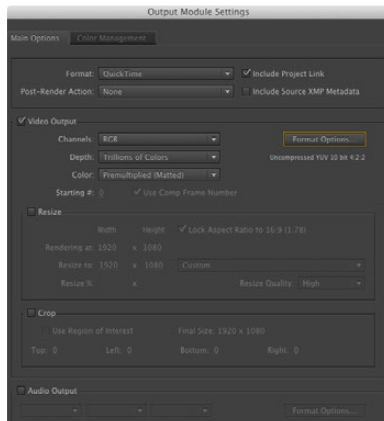 Output Module Settings
Main Options
Color Management
Format: QuickTime
Include Project Link
Post-Render Action: None
Include Source XMP Metadata
Video Output
Channels: RGB
Format Options...
Depth: Trillions of Colors
Uncompressed YUV 10 bit 4:2:2
Color: Premultiplied (Matted)
Starting #: 0
Use Comp Frame Number
Resize
Width Height
Lock Aspect Ratio to 16:9 (1.78)
Rendering at: 1920 x 1080
Resize to: 1920 x 1080 Custom
Resize % x Resize Quality: High
Crop
Use Region of Interest Final Size: 1920 x 1080
Top: 0 Left: 0 Bottom: 0 Right: 0
Audio Output
Format Options...